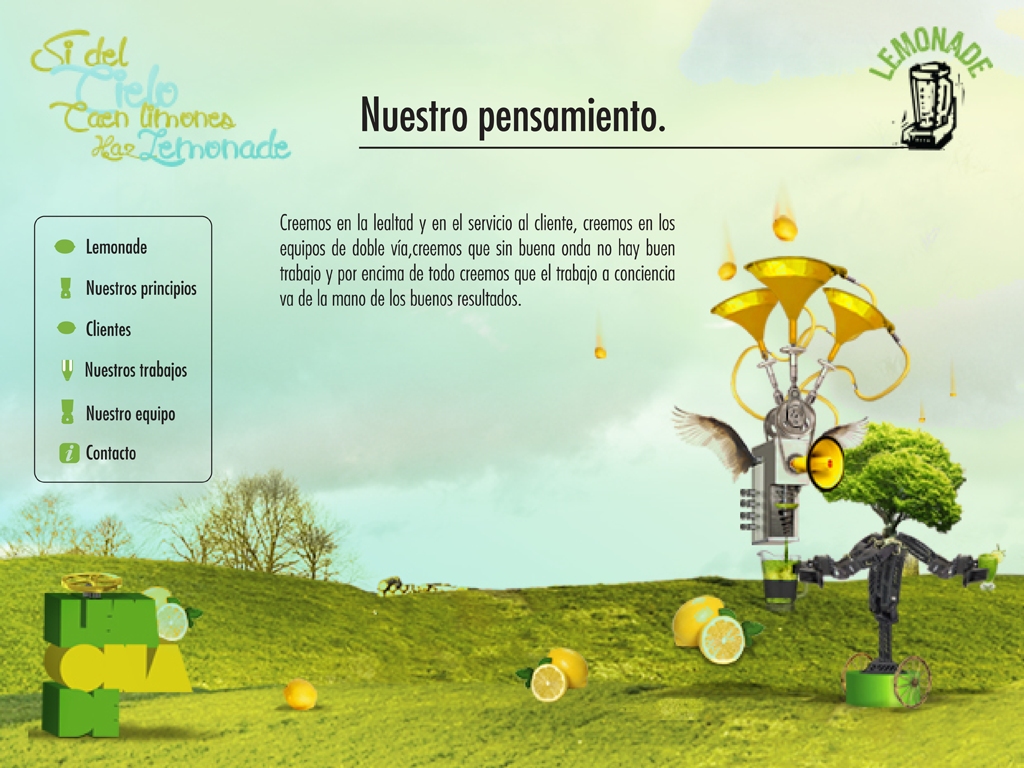 Si del
Cielo
Caen limones
Haz Lemonade
LEMONADE
Nuestro pensamiento.
Creemos en la lealtad y en el servicio al cliente, creemos en los
equipos de doble vía,creemos que sin buena onda no hay buen
trabajo y por encima de todo creemos que el trabajo a conciencia
va de la mano de los buenos resultados.
Lemonade
Nuestros principios
Clientes
Nuestros trabajos
Nuestro equipo
i Contacto
LEM
ONA
DE